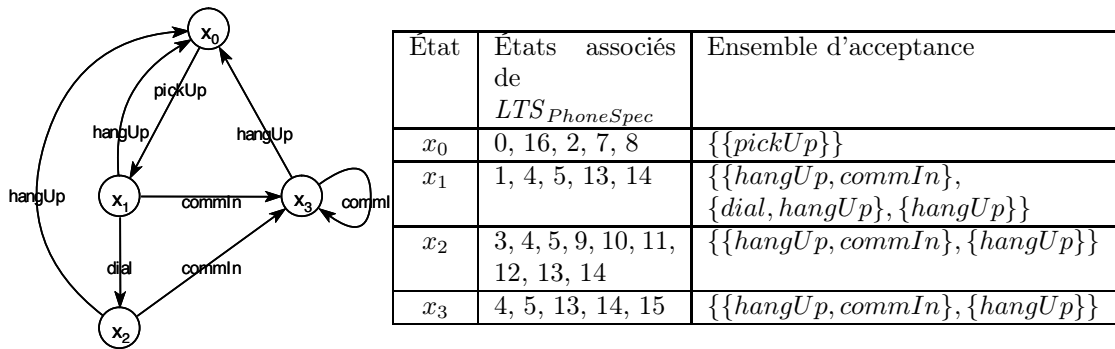 x₀
pickUp
hangUp
hangUp
hangUp
x₁
commIn
x₃
commI
dial
commIn
x₂
État | États associés de LTS_PhoneSpec | Ensemble d'acceptance
x₀ | 0, 16, 2, 7, 8 | {{pickUp}}
x₁ | 1, 4, 5, 13, 14 | {{hangUp, commIn},
{dial, hangUp}, {hangUp}}
x₂ | 3, 4, 5, 9, 10, 11, | {{hangUp, commIn}, {hangUp}}
12, 13, 14
x₃ | 4, 5, 13, 14, 15 | {{hangUp, commIn}, {hangUp}}